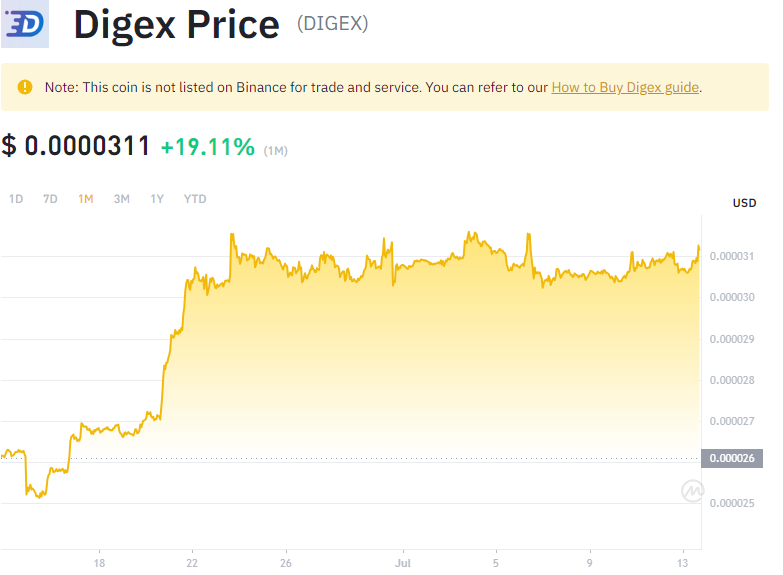 Digex Price (DIGEX)
Note: This coin is not listed on Binance for trade and service. You can refer to our How to Buy Digex guide.
$ 0.0000311 +19.11% (1M)
1D 7D 1M 3M 1Y YTD
USD
0.000031
0.000030
0.000029
0.000028
0.000027
0.000026
0.000025
18 22 26 Jul 5 9 13